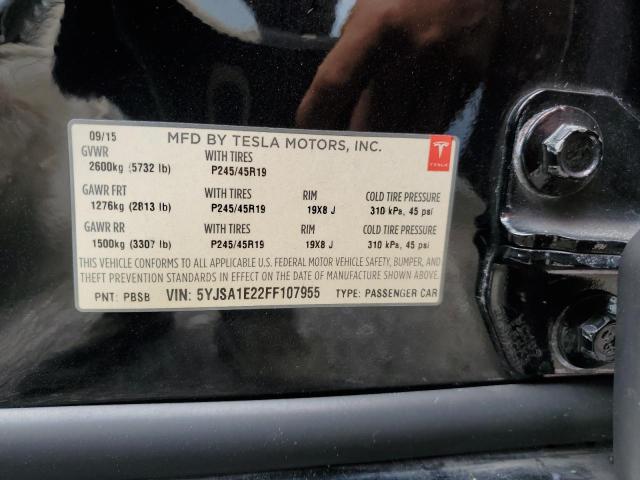 09/15 MFD BY TESLA MOTORS, INC.
GVWR WITH TIRES
2600kg (5732 lb) P245/45R19
GAWR FRT WITH TIRES RIM COLD TIRE PRESSURE
1276kg (2813 lb) P245/45R19 19X8 J 310 kPa, 45 psi
GAWR RR WITH TIRES RIM COLD TIRE PRESSURE
1500kg (3307 lb) P245/45R19 19X8 J 310 kPa, 45 psi
THIS VEHICLE CONFORMS TO ALL APPLICABLE U.S. FEDERAL MOTOR VEHICLE SAFETY, BUMPER, AND
THEFT PREVENTION STANDARDS IN EFFECT ON THE DATE OF MANUFACTURE SHOWN ABOVE.
PNT: PBSB VIN: 5YJSA1E22FF107955 TYPE: PASSENGER CAR